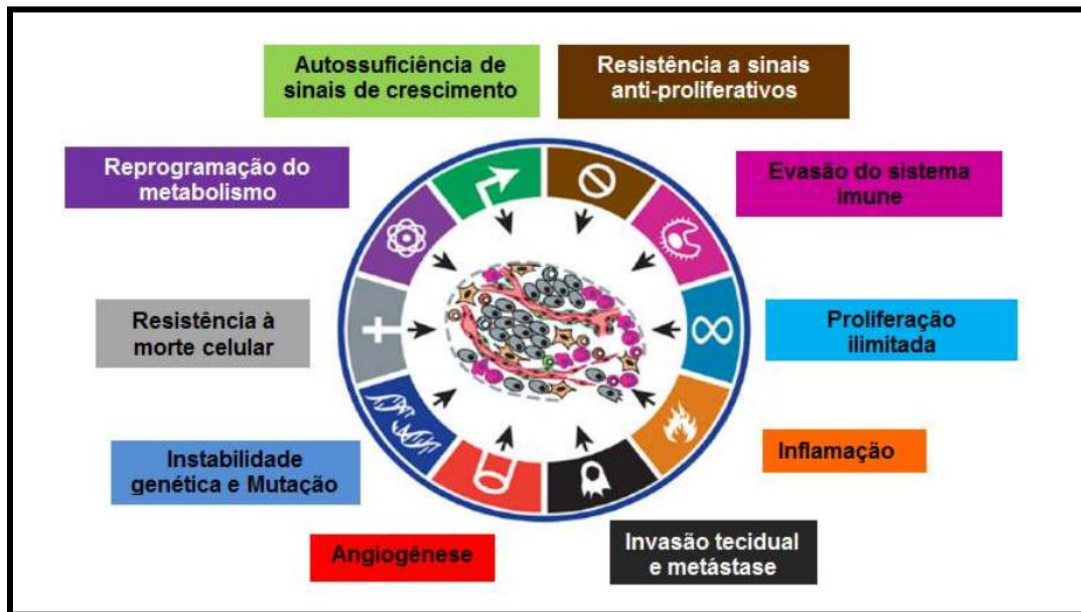 Autossuficiência de
sinais de crescimento
Resistência a sinais
anti-proliferativos
Reprogramação do
metabolismo
Evasão do sistema
imune
Resistência à
morte celular
Proliferação
ilimitada
Instabilidade
genética e Mutação
Inflamação
Angiogênese
Invasão tecidual
e metástase